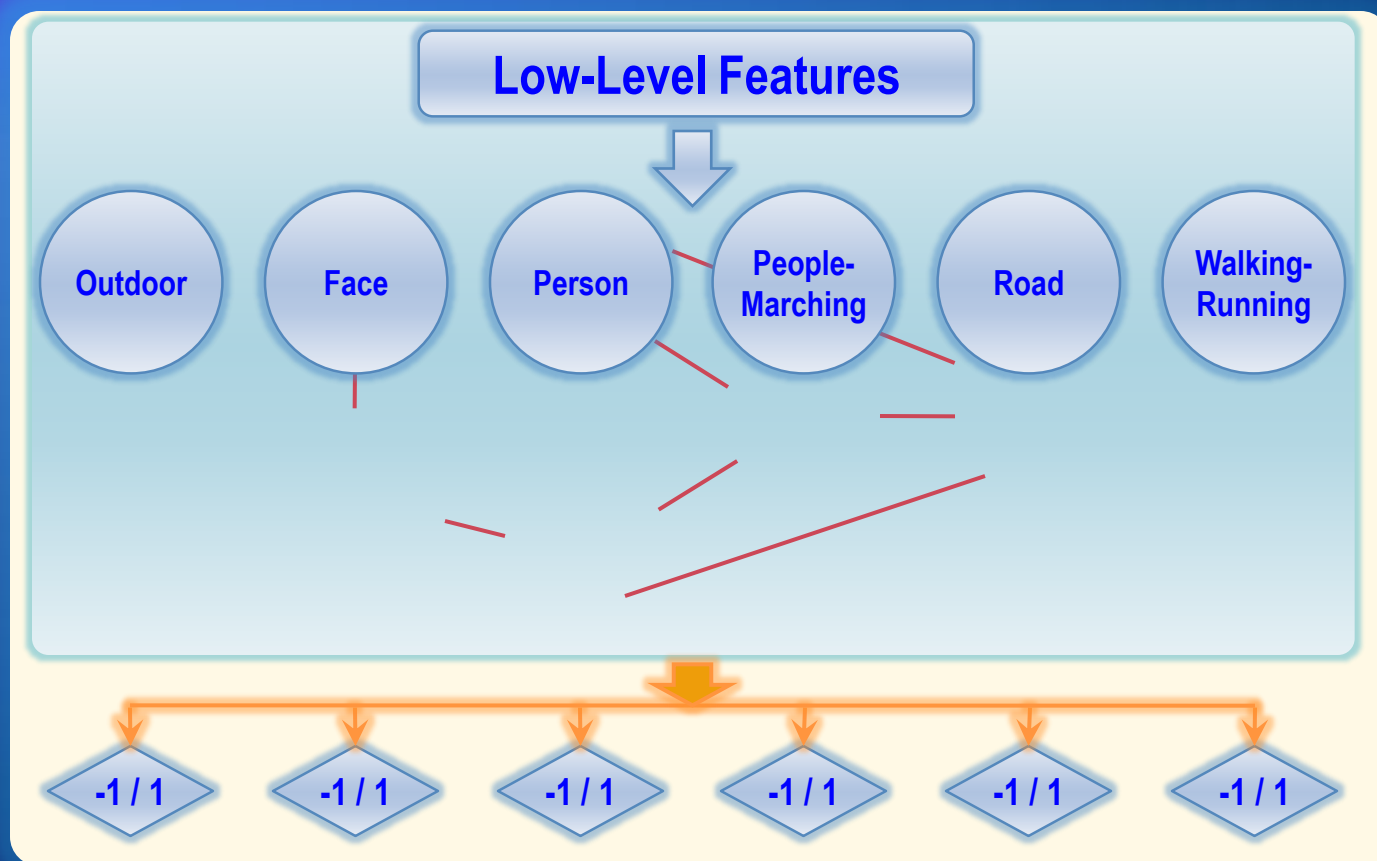 Low-Level Features
Outdoor
Face
Person
People-
Marching
Road
Walking-
Running
-1 / 1
-1 / 1
-1 / 1
-1 / 1
-1 / 1
-1 / 1